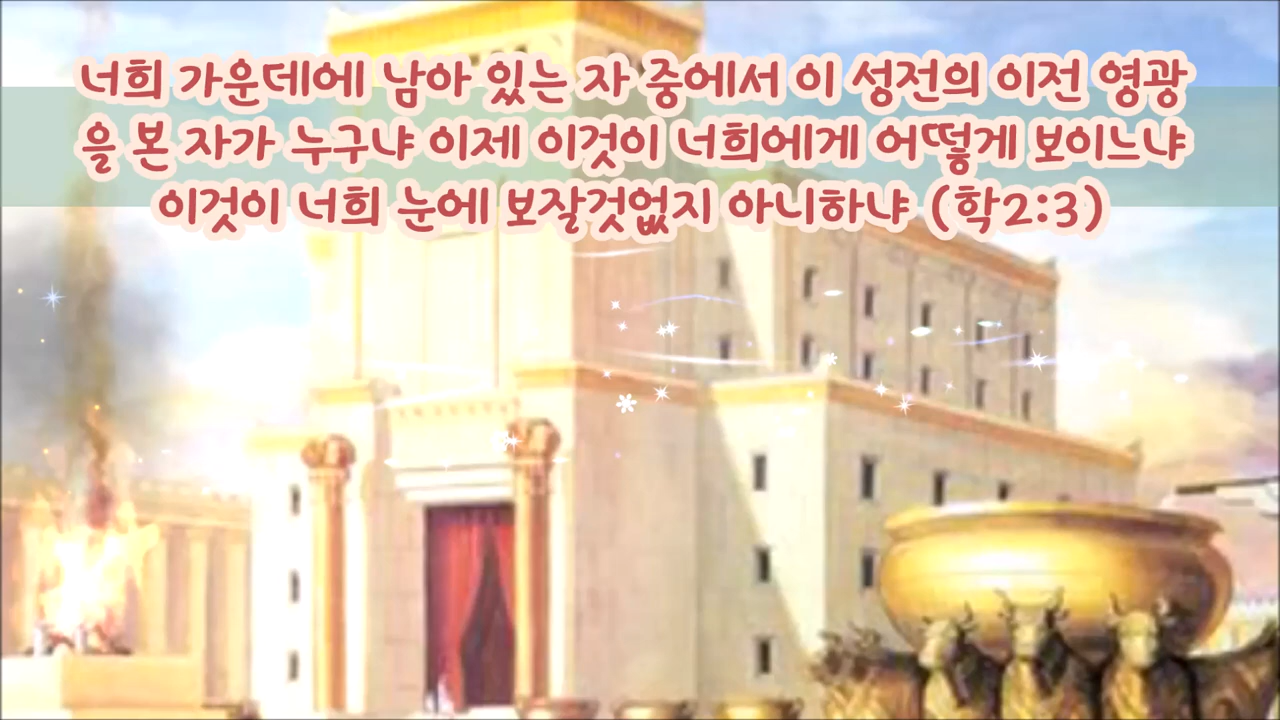 너희 가운데에 남아 있는 자 중에서 이 성전의 이전 영광
을 본 자가 누구냐 이제 이것이 너희에게 어떻게 보이느냐
이것이 너희 눈에 보잘것없지 아니하냐 (학2:3)